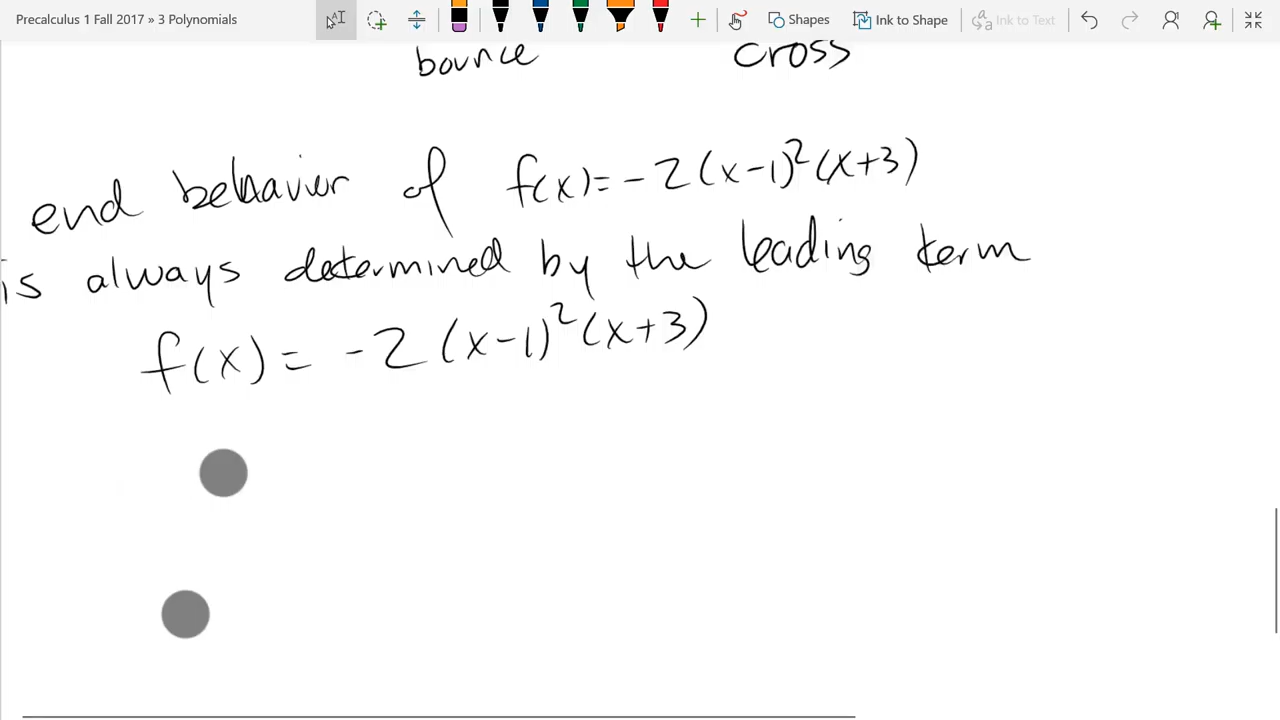 Precalculus 1 Fall 2017 » 3 Polynomials
Shapes Ink to Shape Ink to Text
bounce cross
end behavior of f(x)=-2(x-1)²(x+3)
is always determined by the leading term
f(x) = -2(x-1)²(x+3)